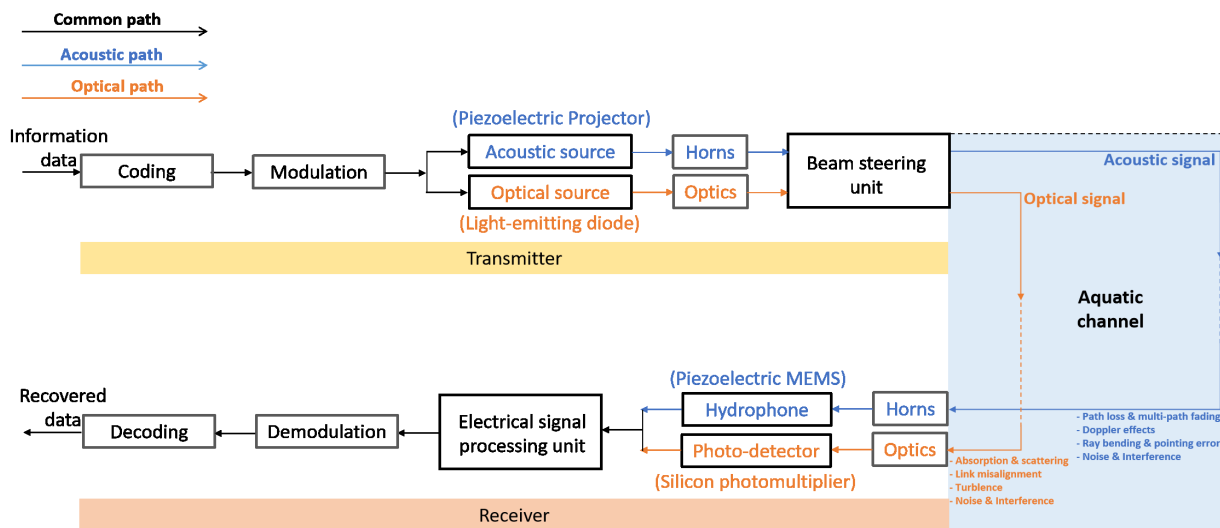 Common path
Acoustic path
Optical path
Information
data
Coding
Modulation
(Piezoelectric Projector)
Acoustic source
Optical source
(Light-emitting diode)
Horns
Optics
Beam steering
unit
Acoustic signal
Optical signal
Transmitter
Aquatic
channel
Recovered
data
Decoding
Demodulation
Electrical signal
processing unit
(Piezoelectric MEMS)
Hydrophone
Photo-detector
(Silicon photomultiplier)
Horns
Optics
- Path loss & multi-path fading
- Doppler effects
- Ray bending & pointing error
- Noise & Interference
- Absorption & scattering
- Link misalignment
- Turblence
- Noise & Interference
Receiver